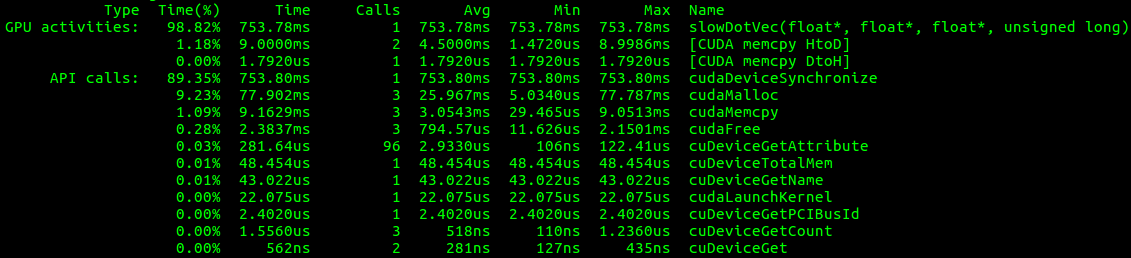 Type Time(%) Time Calls Avg Min Max Name
GPU activities: 98.82% 753.78ms 1 753.78ms 753.78ms 753.78ms slowDotVec(float*, float*, float*, unsigned long)
1.18% 9.0000ms 2 4.5000ms 1.4720us 8.9986ms [CUDA memcpy HtoD]
0.00% 1.7920us 1 1.7920us 1.7920us 1.7920us [CUDA memcpy DtoH]
API calls: 89.35% 753.80ms 1 753.80ms 753.80ms 753.80ms cudaDeviceSynchronize
9.23% 77.902ms 3 25.967ms 5.0340us 77.787ms cudaMalloc
1.09% 9.1629ms 3 3.0543ms 29.465us 9.0513ms cudaMemcpy
0.28% 2.3837ms 3 794.57us 11.626us 2.1501ms cudaFree
0.03% 281.64us 96 2.9330us 106ns 122.41us cuDeviceGetAttribute
0.01% 48.454us 1 48.454us 48.454us 48.454us cuDeviceTotalMem
0.01% 43.022us 1 43.022us 43.022us 43.022us cuDeviceGetName
0.00% 22.075us 1 22.075us 22.075us 22.075us cudaLaunchKernel
0.00% 2.4020us 1 2.4020us 2.4020us 2.4020us cuDeviceGetPCIBusId
0.00% 1.5560us 3 518ns 110ns 1.2360us cuDeviceGetCount
0.00% 562ns 2 281ns 127ns 435ns cuDeviceGet